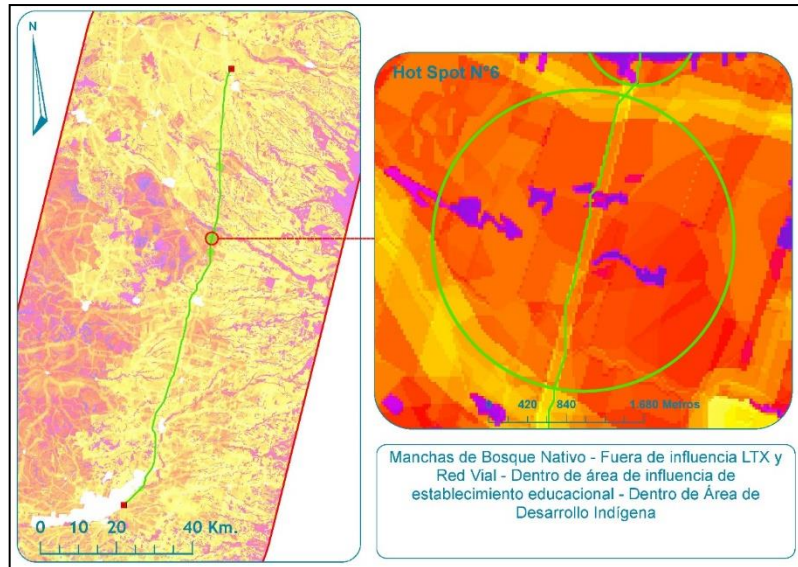 N
Hot Spot N°6
0 10 20 40 Km.
420 840 1.680 Metros
Manchas de Bosque Nativo - Fuera de influencia LTX y
Red Vial - Dentro de área de influencia de
establecimiento educacional - Dentro de Área de
Desarrollo Indígena